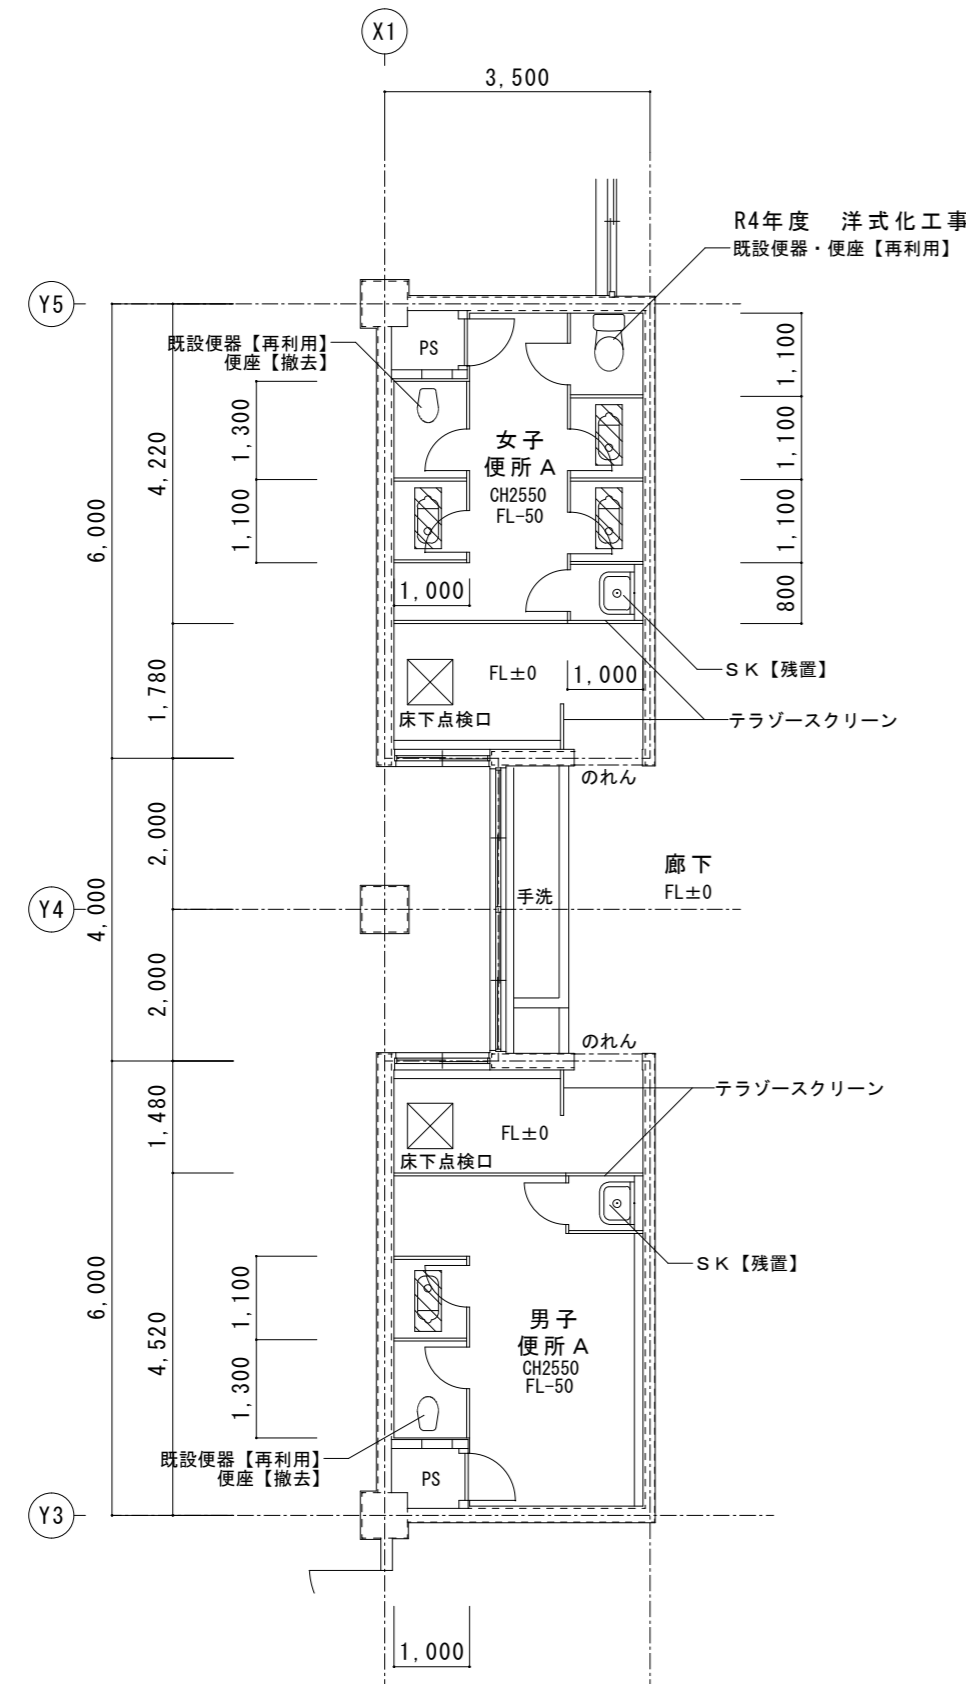 X1
3,500
R4年度　洋式化工事
既設便器・便座【再利用】
Y5
既設便器【再利用】
便座【撤去】
PS
1,100
1,300
4,220
6,000
女子
便所A
CH2550
FL-50
1,100
1,100
1,100
1,000
800
1,780
FL±0
1,000
SK【残置】
床下点検口
テラゾースクリーン
のれん
2,000
廊下
FL±0
手洗
Y4
4,000
2,000
のれん
1,480
テラゾースクリーン
FL±0
床下点検口
SK【残置】
6,000
1,100
4,520
男子
便所A
CH2550
FL-50
1,300
既設便器【再利用】
便座【撤去】
PS
Y3
1,000